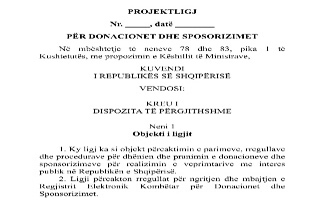 PROJEKTLIGJ
Nr. _____, datë ________
PËR DONACIONET DHE SPOSORIZIMET
Në mbështetje të neneve 78 dhe 83, pika 1 të
Kushtetutës, me propozimin e Këshillit të Ministrave,
KUVENDI
I REPUBLIKËS SË SHQIPËRISË
VENDOSI:
KREU I
DISPOZITA TË PËRGJITHSHME
Neni 1
Objekti i ligjit
1. Ky ligj ka si objekt përcaktimin e parimeve, rregullave
dhe procedurave për dhënien dhe pranimin e donacioneve dhe
sponsorizimeve për realizimin e veprimtarive me interes
publik në Republikën e Shqipërisë.
2. Ligji përcakton rregullat për ngritjen dhe mbajtjen e
Regjistrit Elektronik Kombëtar për Donacionet dhe
Sponsorizimet.